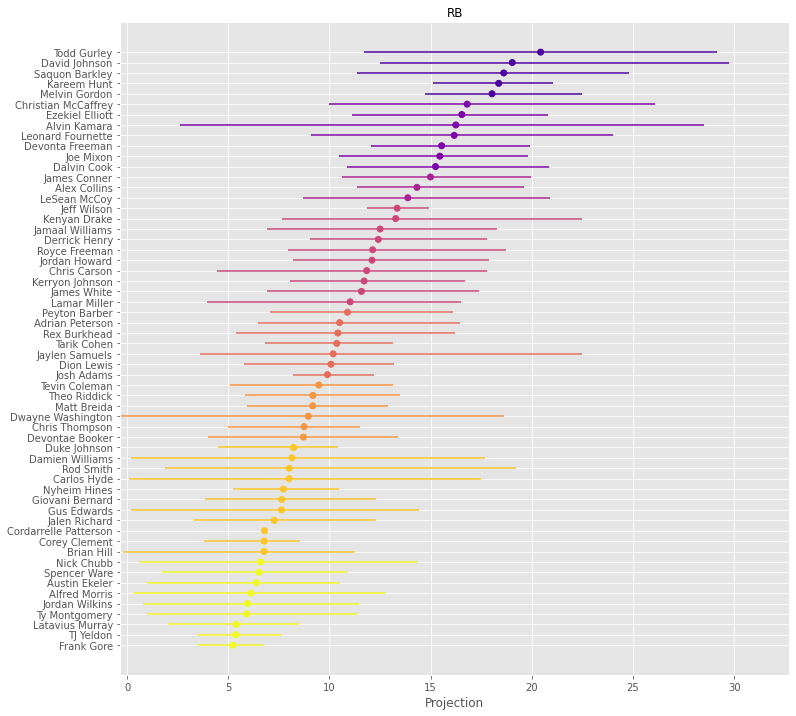 RB
Todd Gurley
David Johnson
Saquon Barkley
Kareem Hunt
Melvin Gordon
Christian McCaffrey
Ezekiel Elliott
Alvin Kamara
Leonard Fournette
Devonta Freeman
Joe Mixon
Dalvin Cook
James Conner
Alex Collins
LeSean McCoy
Jeff Wilson
Kenyan Drake
Jamaal Williams
Derrick Henry
Royce Freeman
Jordan Howard
Chris Carson
Kerryon Johnson
James White
Lamar Miller
Peyton Barber
Adrian Peterson
Rex Burkhead
Tarik Cohen
Jaylen Samuels
Dion Lewis
Josh Adams
Tevin Coleman
Theo Riddick
Matt Breida
Dwayne Washington
Chris Thompson
Devontae Booker
Duke Johnson
Damien Williams
Rod Smith
Carlos Hyde
Nyheim Hines
Giovani Bernard
Gus Edwards
Jalen Richard
Cordarrelle Patterson
Corey Clement
Brian Hill
Nick Chubb
Spencer Ware
Austin Ekeler
Alfred Morris
Jordan Wilkins
Ty Montgomery
Latavius Murray
TJ Yeldon
Frank Gore
0 5 10 15 20 25 30
Projection